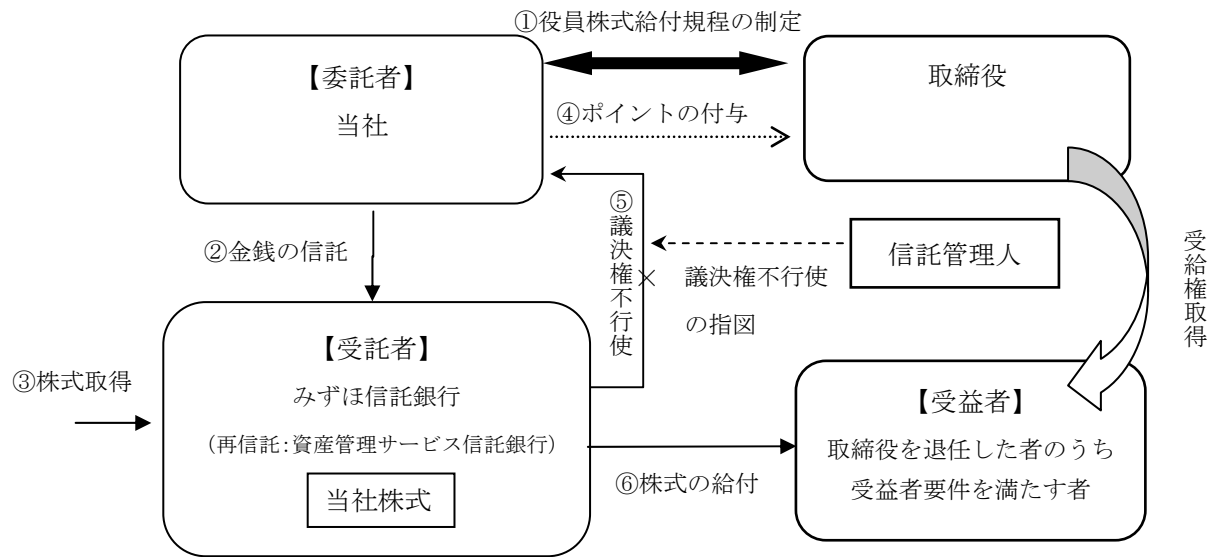 ①役員株式給付規程の制定
【委託者】
当社
取締役
④ポイントの付与
②金銭の信託
⑤議決権不行使
×
議決権不行使
の指図
信託管理人
受給権取得
③株式取得
【受託者】
みずほ信託銀行
（再信託：資産管理サービス信託銀行）
当社株式
⑥株式の給付
【受益者】
取締役を退任した者のうち
受益者要件を満たす者